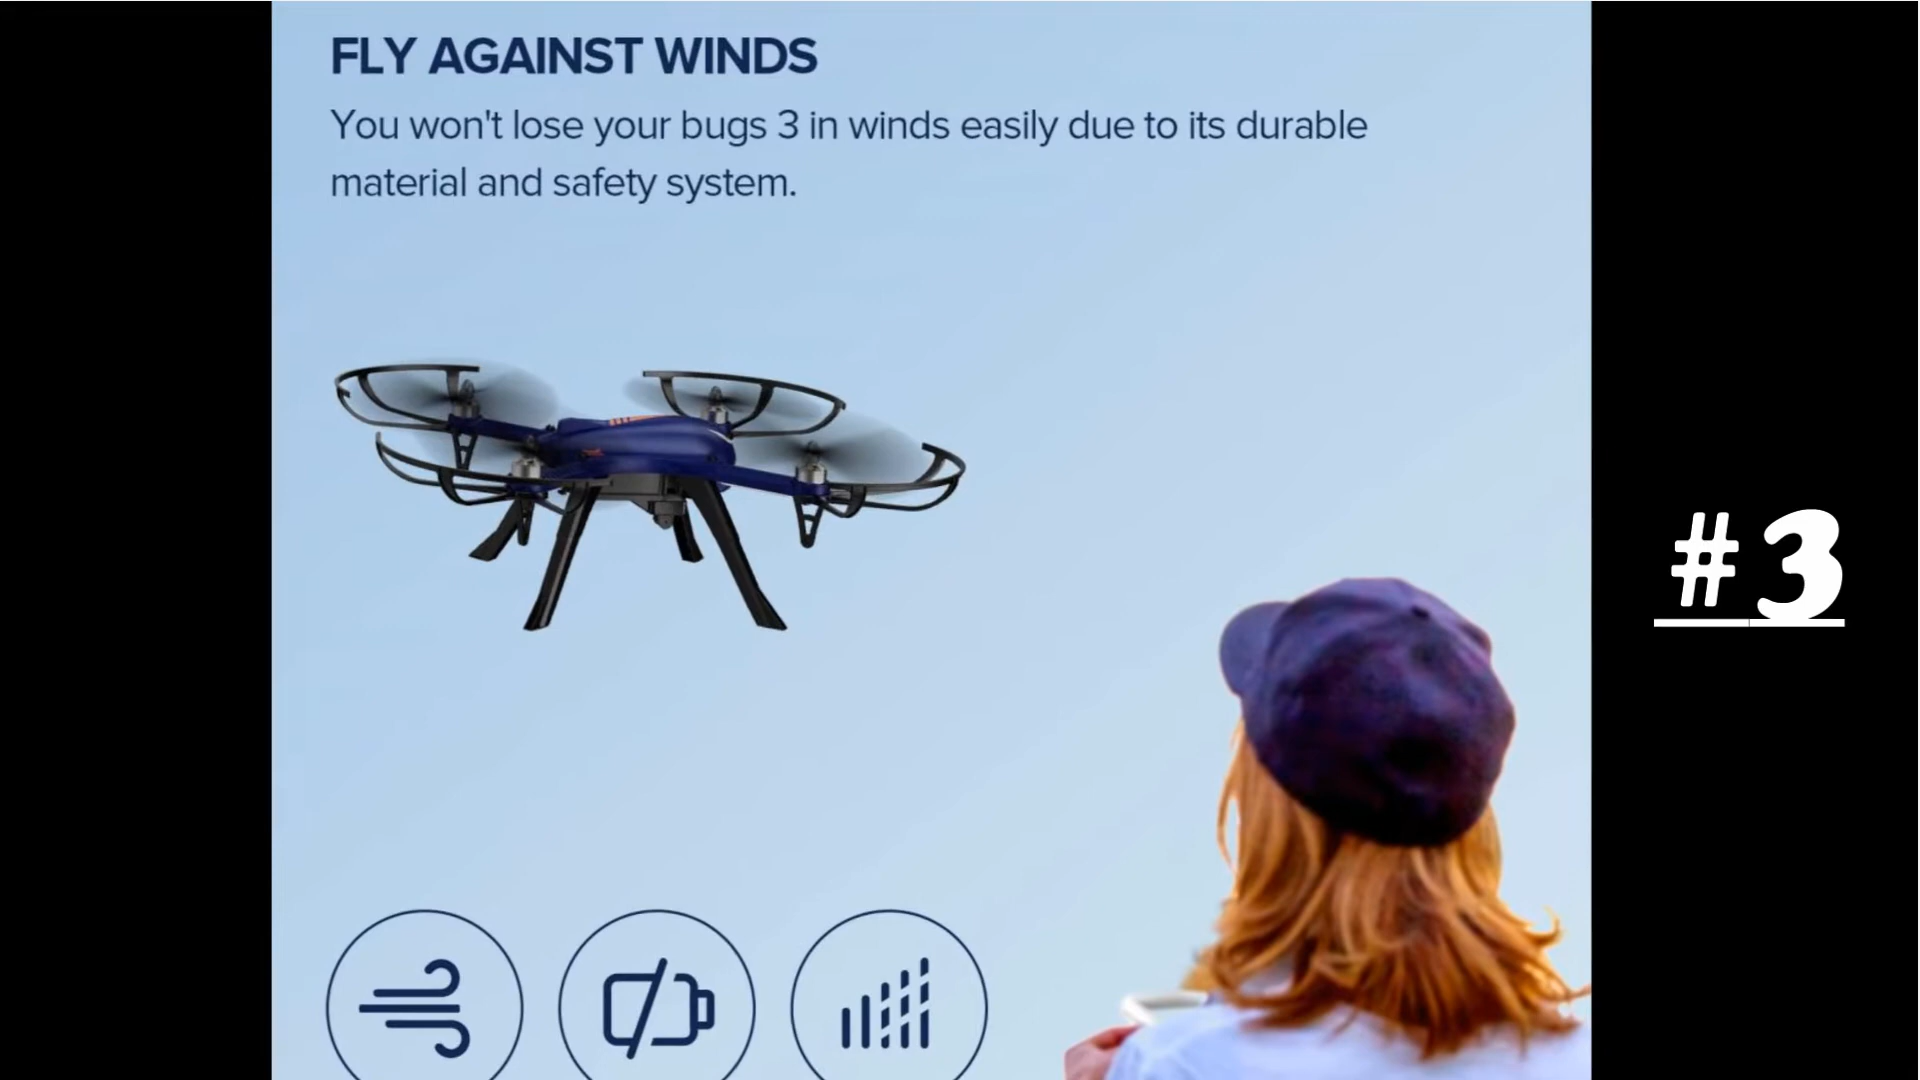 FLY AGAINST WINDS
You won't lose your bugs 3 in winds easily due to its durable
material and safety system.
#3